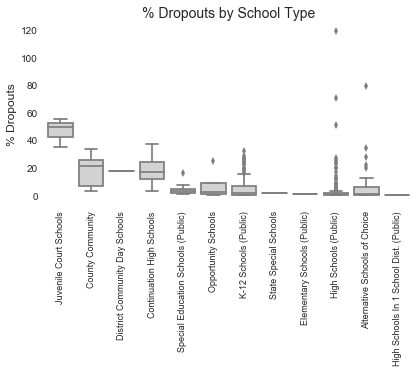 % Dropouts by School Type
% Dropouts
120
100
80
60
40
20
0
Juvenile Court Schools
County Community
District Community Day Schools
Continuation High Schools
Special Education Schools (Public)
Opportunity Schools
K-12 Schools (Public)
State Special Schools
Elementary Schools (Public)
High Schools (Public)
Alternative Schools of Choice
High Schools In 1 School Dist. (Public)